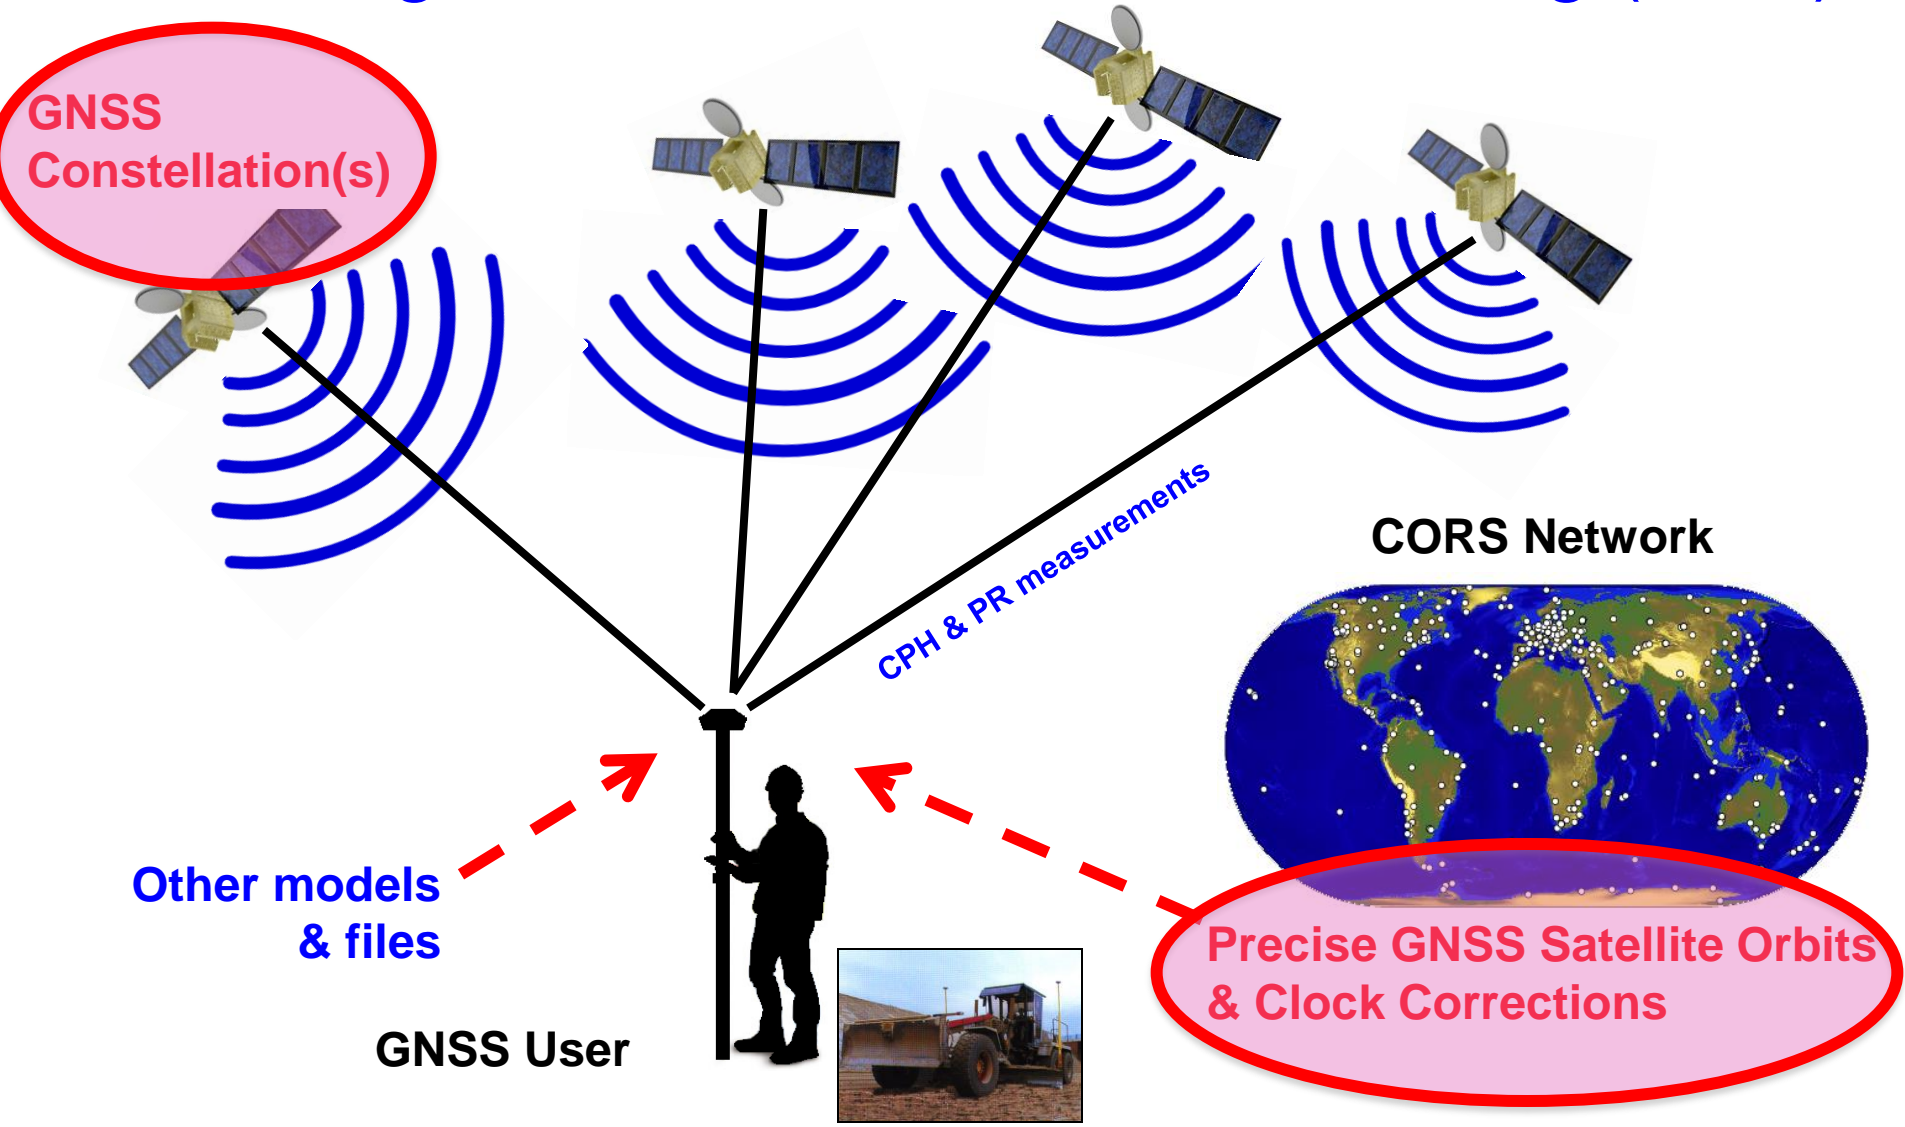 GNSS
Constellation(s)
CPH & PR measurements
CORS Network
Other models
& files
Precise GNSS Satellite Orbits
& Clock Corrections
GNSS User